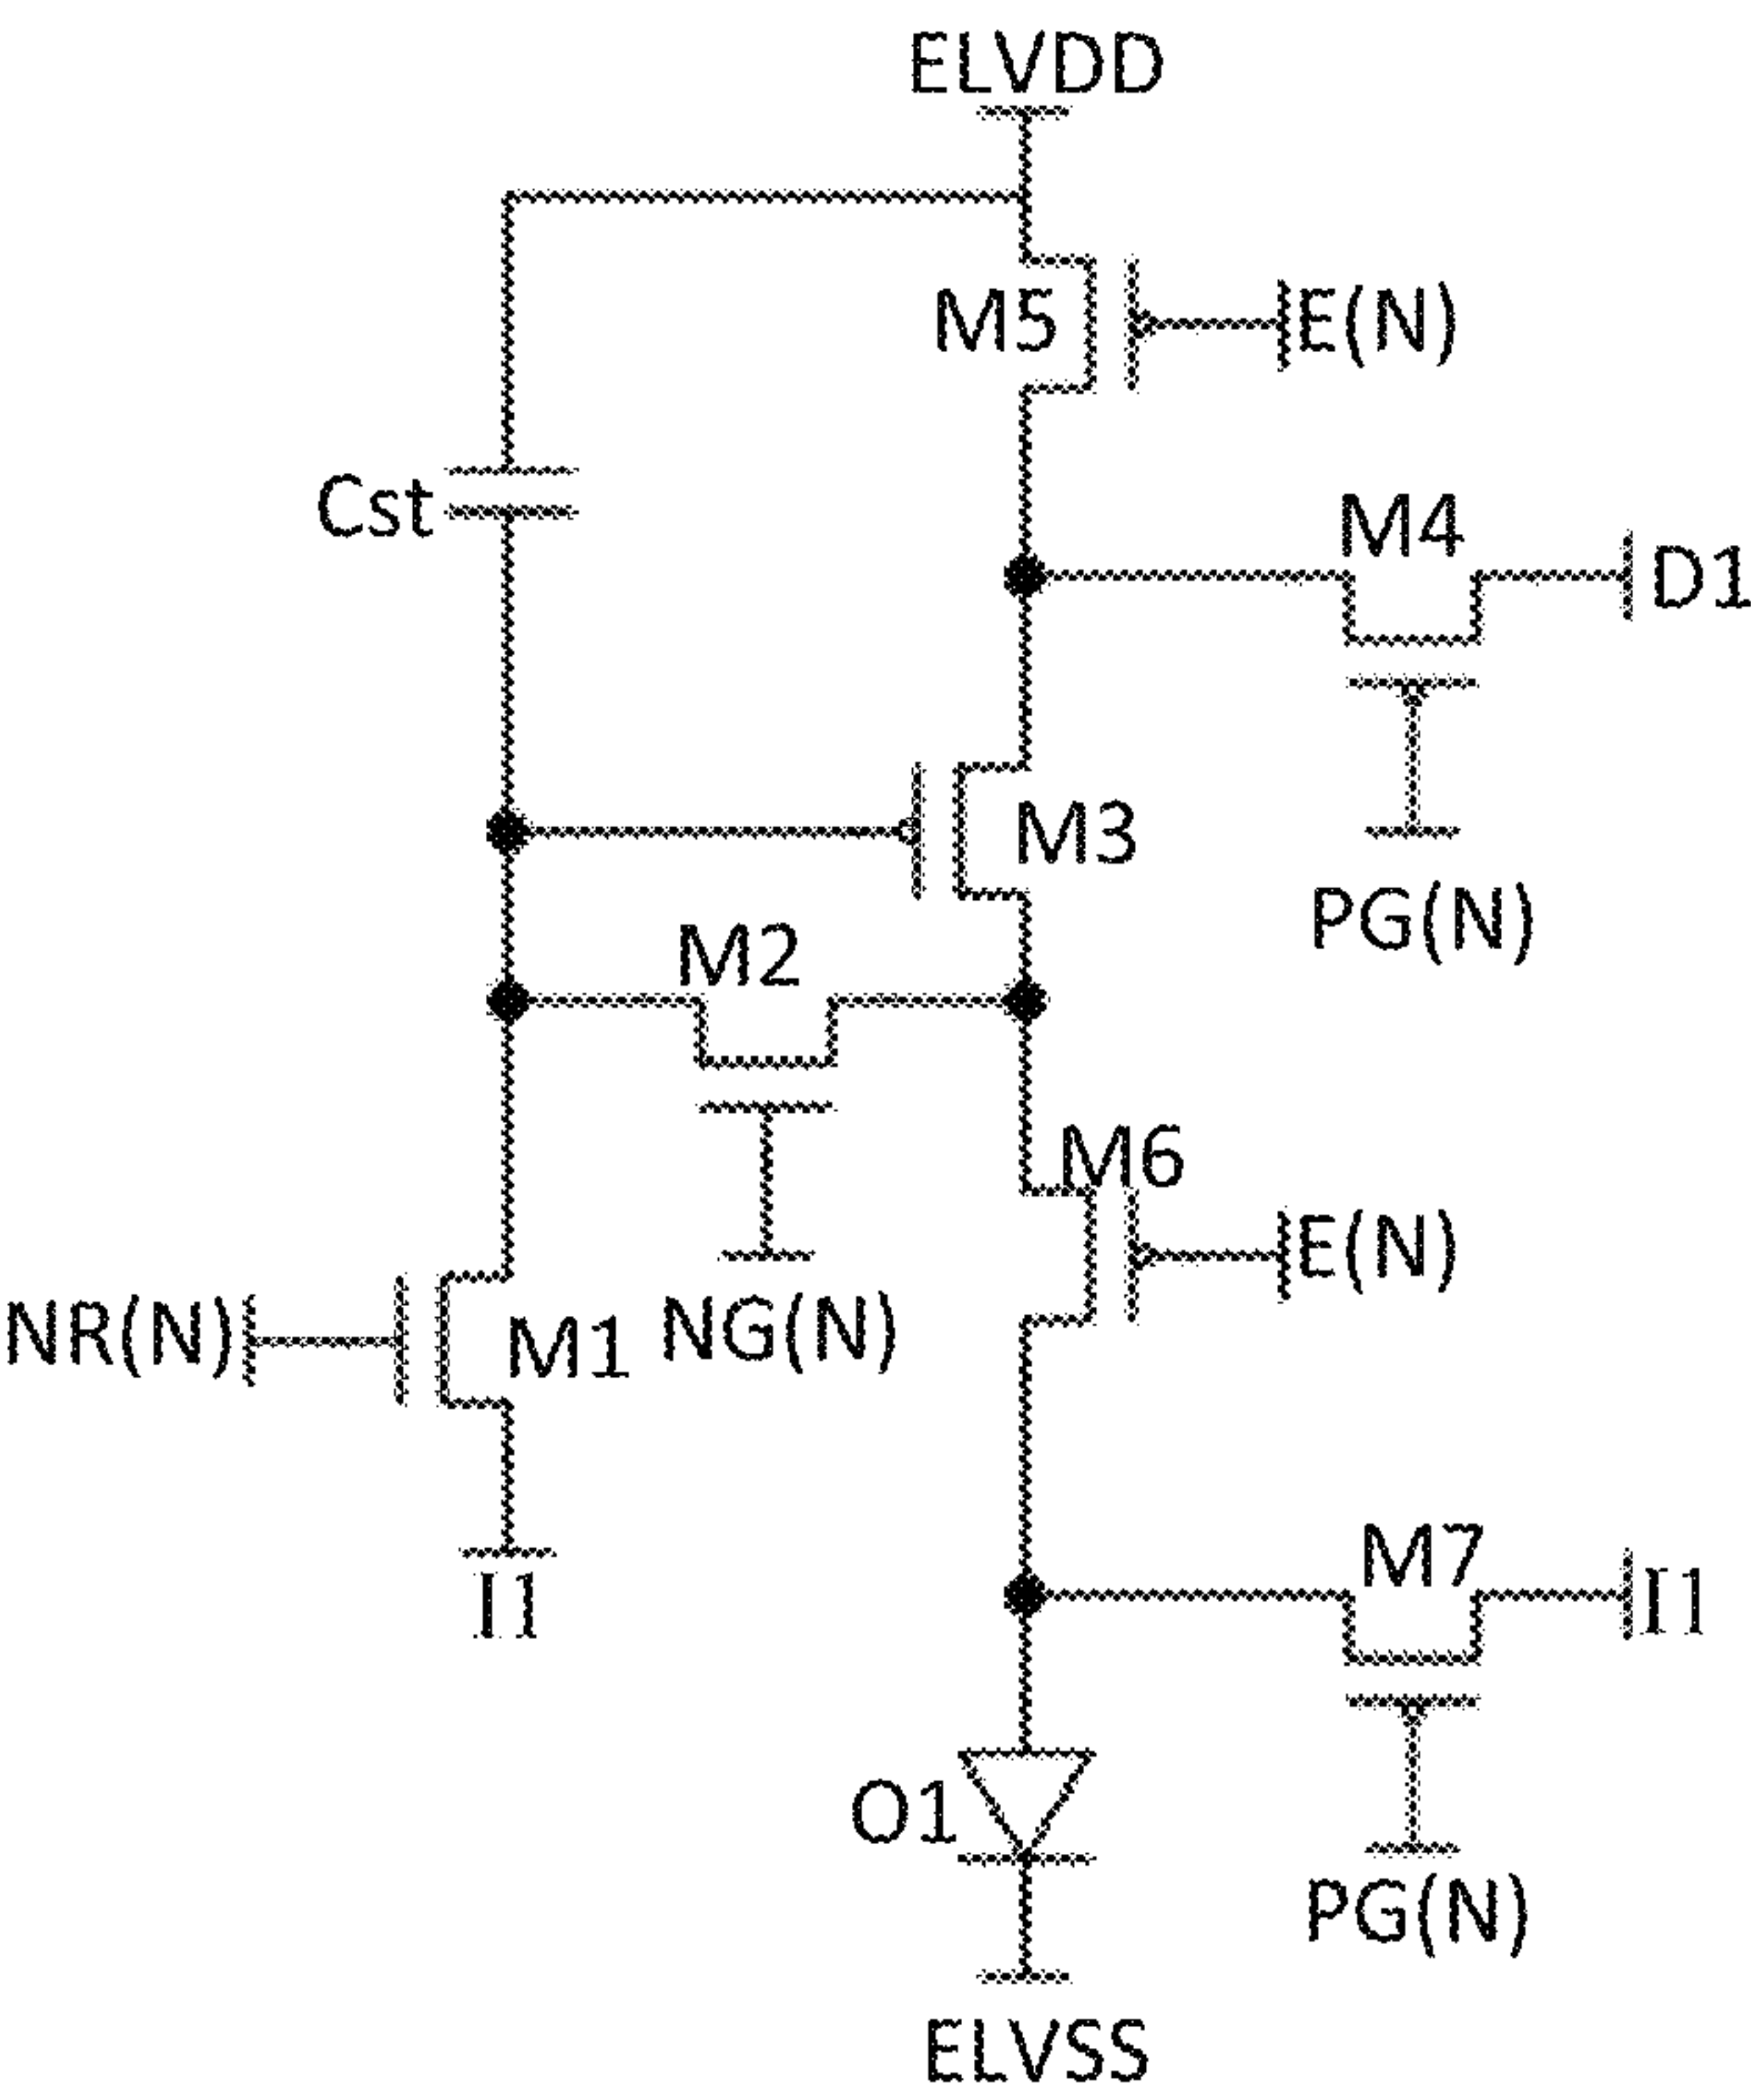 ELVDD
M5
E(N)
Cst
M4
D1
M3
PG(N)
M2
M6
E(N)
NR(N)
M1
NG(N)
I1
M7
I1
O1
PG(N)
ELVSS